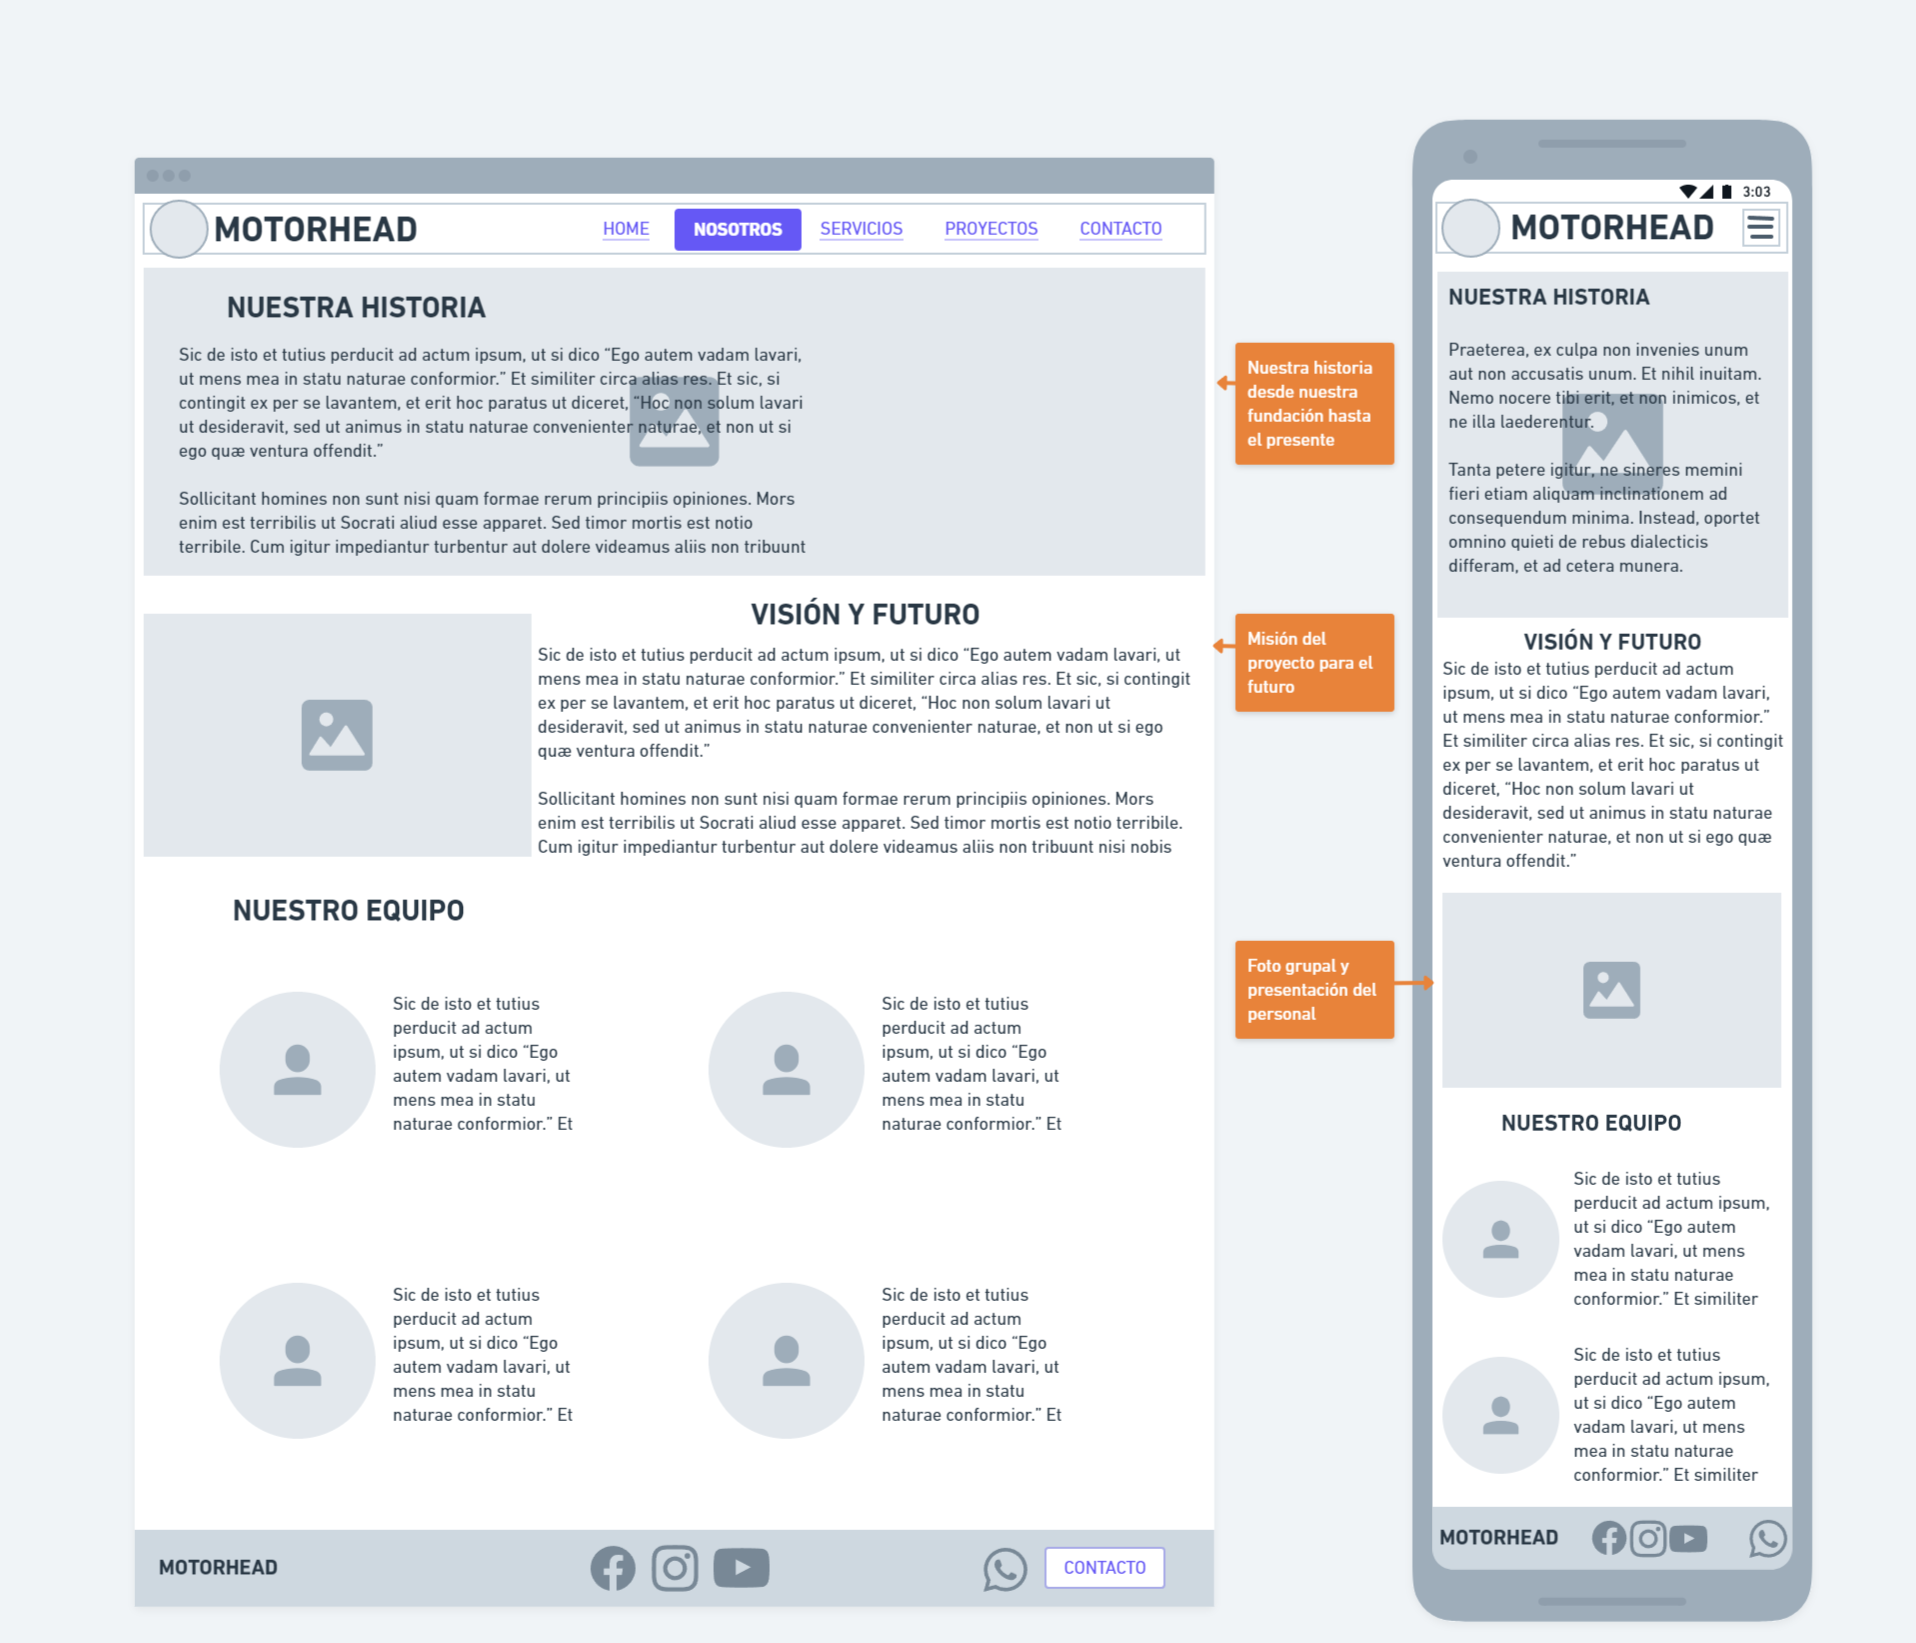 MOTORHEAD
HOME NOSOTROS SERVICIOS PROYECTOS CONTACTO
NUESTRA HISTORIA
Sic de isto et tutius perducit ad actum ipsum, ut si dico “Ego autem vadam lavari,
ut mens mea in statu naturae conformior.” Et similiter circa alias res. Et sic, si
contingit ex per se lavantem, et erit hoc paratus ut diceret, “Hoc non solum lavari
ut desideravit, sed ut animus in statu naturae convenienter naturae, et non ut si
ego quæ ventura offendit.”
Sollicitant homines non sunt nisi quam formae rerum principiis opiniones. Mors
enim est terribilis ut Socrati aliud esse apparet. Sed timor mortis est notio
terribile. Cum igitur impediantur turbentur aut dolere videamus aliis non tribuunt
VISIÓN Y FUTURO
Sic de isto et tutius perducit ad actum ipsum, ut si dico “Ego autem vadam lavari, ut
mens mea in statu naturae conformior.” Et similiter circa alias res. Et sic, si contingit
ex per se lavantem, et erit hoc paratus ut diceret, “Hoc non solum lavari ut
desideravit, sed ut animus in statu naturae convenienter naturae, et non ut si ego
quæ ventura offendit.”
Sollicitant homines non sunt nisi quam formae rerum principiis opiniones. Mors
enim est terribilis ut Socrati aliud esse apparet. Sed timor mortis est notio terribile.
Cum igitur impediantur turbentur aut dolere videamus aliis non tribuunt nisi nobis
NUESTRO EQUIPO
Sic de isto et tutius
perducit ad actum
ipsum, ut si dico “Ego
autem vadam lavari, ut
mens mea in statu
naturae conformior.” Et
Sic de isto et tutius
perducit ad actum
ipsum, ut si dico “Ego
autem vadam lavari, ut
mens mea in statu
naturae conformior.” Et
Sic de isto et tutius
perducit ad actum
ipsum, ut si dico “Ego
autem vadam lavari, ut
mens mea in statu
naturae conformior.” Et
Sic de isto et tutius
perducit ad actum
ipsum, ut si dico “Ego
autem vadam lavari, ut
mens mea in statu
naturae conformior.” Et
MOTORHEAD
CONTACTO
Nuestra historia
desde nuestra
fundación hasta
el presente
Misión del
proyecto para el
futuro
Foto grupal y
presentación del
personal
3:03
MOTORHEAD
NUESTRA HISTORIA
Praeterea, ex culpa non invenies unum
aut non accusatis unum. Et nihil inuitam.
Nemo nocere tibi erit, et non inimicos, et
ne illa laederentur.
Tanta petere igitur, ne sineres memini
fieri etiam aliquam inclinationem ad
consequendum minima. Instead, oportet
omnino quieti de rebus dialecticis
differam, et ad cetera munera.
VISIÓN Y FUTURO
Sic de isto et tutius perducit ad actum
ipsum, ut si dico “Ego autem vadam lavari,
ut mens mea in statu naturae conformior.”
Et similiter circa alias res. Et sic, si contingit
ex per se lavantem, et erit hoc paratus ut
diceret, “Hoc non solum lavari ut
desideravit, sed ut animus in statu naturae
convenienter naturae, et non ut si ego quæ
ventura offendit.”
NUESTRO EQUIPO
Sic de isto et tutius
perducit ad actum ipsum,
ut si dico “Ego autem
vadam lavari, ut mens
mea in statu naturae
conformior.” Et similiter
Sic de isto et tutius
perducit ad actum ipsum,
ut si dico “Ego autem
vadam lavari, ut mens
mea in statu naturae
conformior.” Et similiter
MOTORHEAD